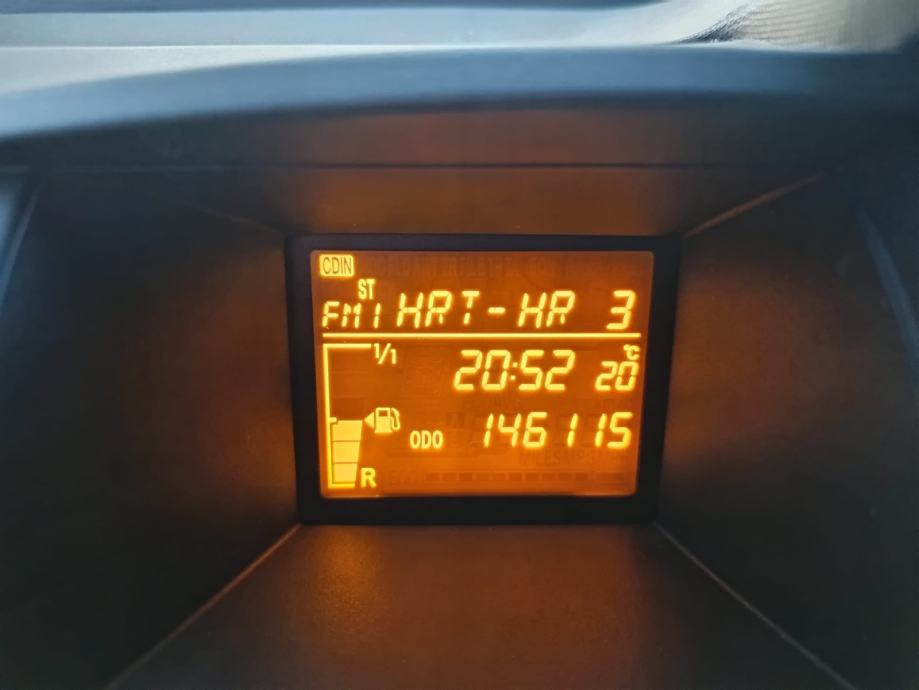 CDIN
ST
FM1 HRT-HR 3
1/1 20:52 20°C
ODO 146115
R